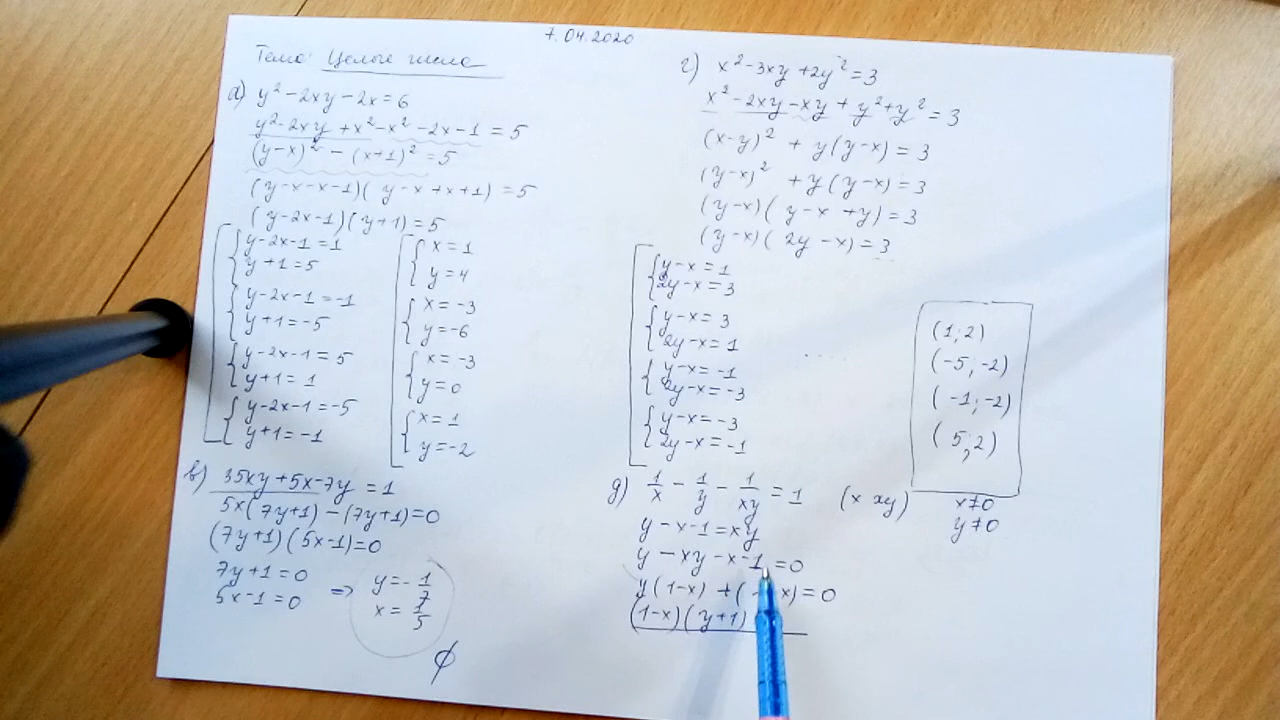 7.04.2020
Тема: Целые числа
а) y² - 2xy - 2x = 6
y² - 2xy + x² - x² - 2x - 1 = 5
(y-x)² - (x+1)² = 5
(y-x-x-1)(y-x+x+1) = 5
(y-2x-1)(y+1) = 5
y-2x-1 = 1
y+1 = 5
y-2x-1 = -1
y+1 = -5
y-2x-1 = 5
y+1 = 1
y-2x-1 = -5
y+1 = -1
x = 1
y = 4
x = -3
y = -6
x = -3
y = 0
x = 1
y = -2
в) 35xy + 5x - 7y = 1
5x(7y+1) - (7y+1) = 0
(7y+1)(5x-1) = 0
7y+1 = 0
5x-1 = 0
⇒ y = -1/7
x = 1/5
∅
г) x² - 3xy + 2y² = 3
x² - 2xy - xy + y² + y² = 3
(x-y)² + y(y-x) = 3
(y-x)² + y(y-x) = 3
(y-x)(y-x+y) = 3
(y-x)(2y-x) = 3
y-x = 1
2y-x = 3
y-x = 3
2y-x = 1
y-x = -1
2y-x = -3
y-x = -3
2y-x = -1
....
(1; 2)
(-5; -2)
(-1; -2)
(5; 2)
д) 1/x - 1/y - 1/xy = 1 (x xy) x≠0
y≠0
y - x - 1 = xy
y - xy - x - 1 = 0
y(1-x) + ( x) = 0
(1-x)(y+1)